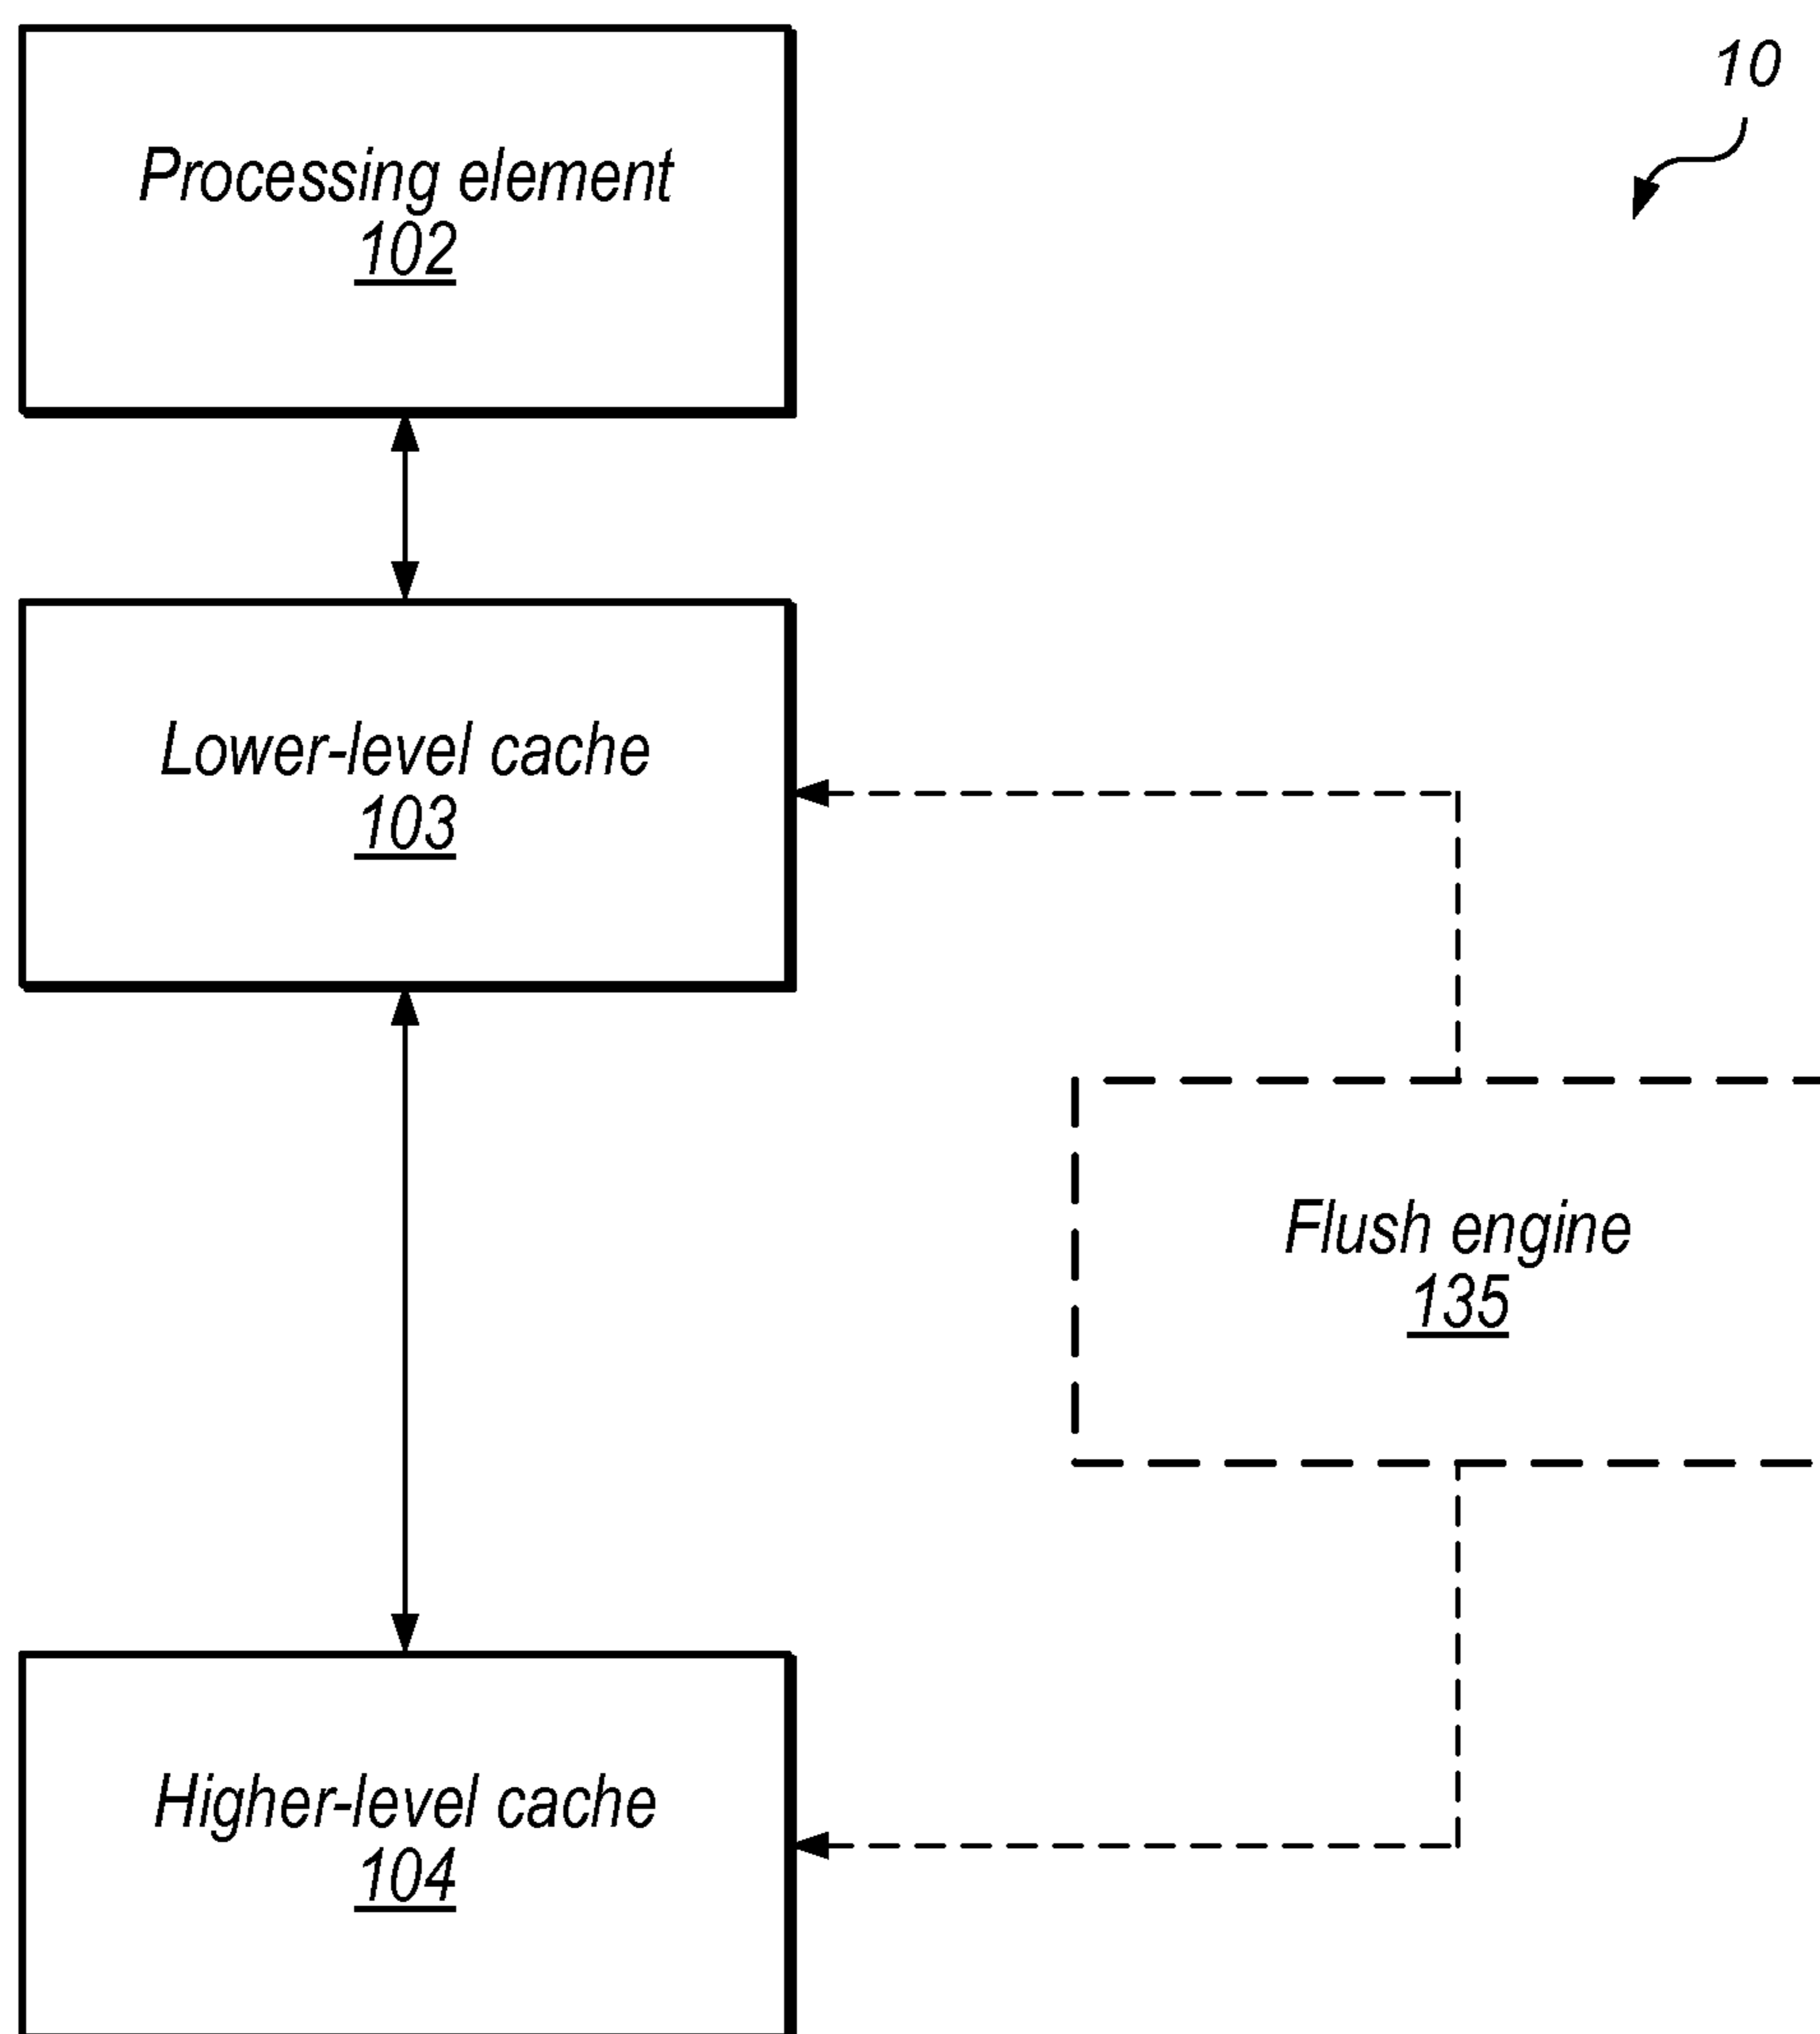 10
Processing element
102
Lower-level cache
103
Flush engine
135
Higher-level cache
104